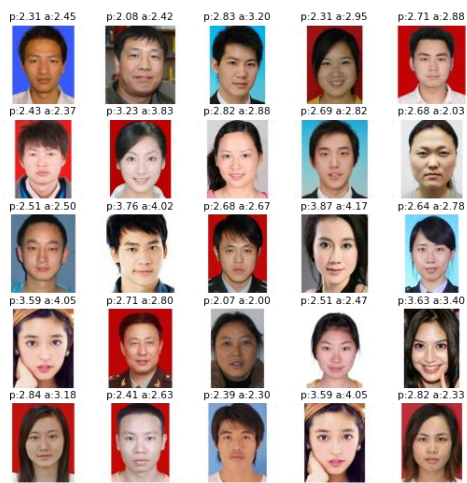 p:2.31 a:2.45 p:2.08 a:2.42 p:2.83 a:3.20 p:2.31 a:2.95 p:2.71 a:2.88
p:2.43 a:2.37 p:3.23 a:3.83 p:2.82 a:2.88 p:2.69 a:2.82 p:2.68 a:2.03
p:2.51 a:2.50 p:3.76 a:4.02 p:2.68 a:2.67 p:3.87 a:4.17 p:2.64 a:2.78
p:3.59 a:4.05 p:2.71 a:2.80 p:2.07 a:2.00 p:2.51 a:2.47 p:3.63 a:3.40
p:2.84 a:3.18 p:2.41 a:2.63 p:2.39 a:2.30 p:3.59 a:4.05 p:2.82 a:2.33